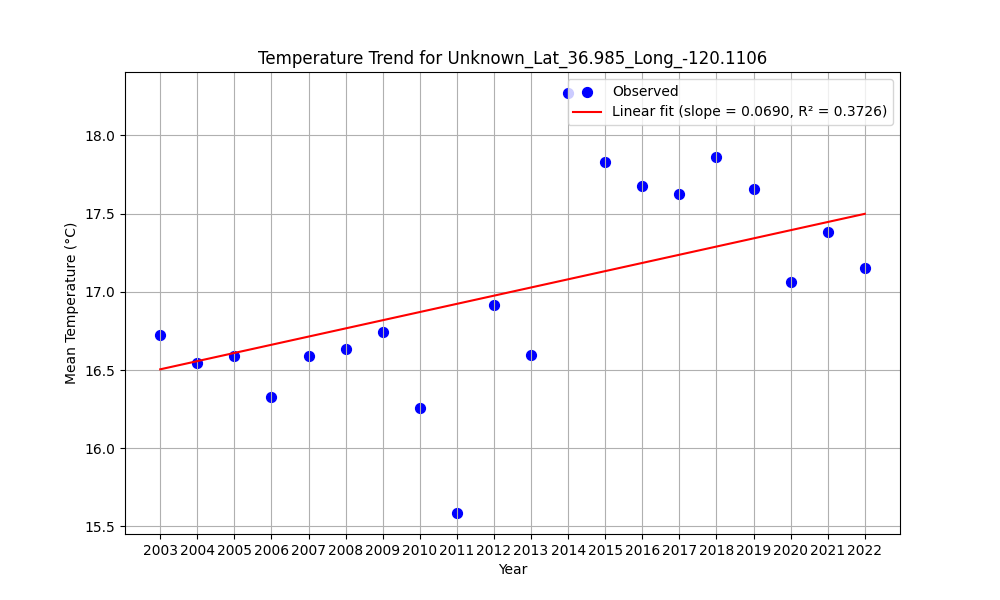 Temperature Trend for Unknown_Lat_36.985_Long_-120.1106
Observed
Linear fit (slope = 0.0690, R² = 0.3726)
18.0
17.5
17.0
16.5
16.0
15.5
Mean Temperature (°C)
2003 2004 2005 2006 2007 2008 2009 2010 2011 2012 2013 2014 2015 2016 2017 2018 2019 2020 2021 2022
Year